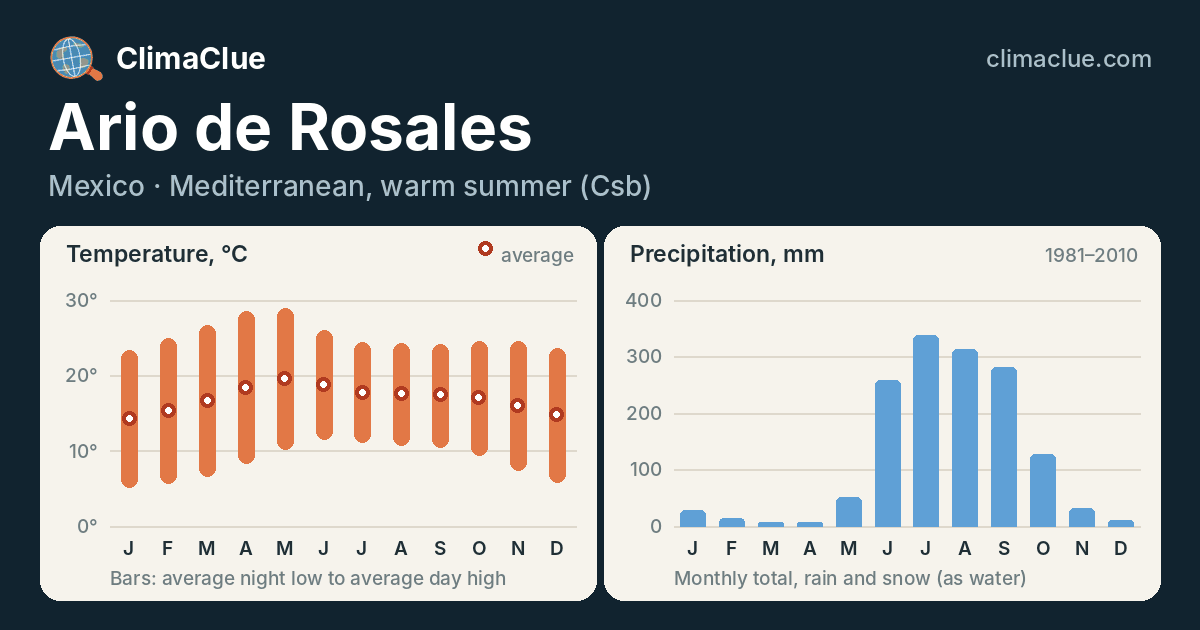 ClimaClue
climaclue.com
Ario de Rosales
Mexico · Mediterranean, warm summer (Csb)
Temperature, °C
average
30°
20°
10°
0°
J F M A M J J A S O N D
Bars: average night low to average day high
Precipitation, mm
1981–2010
400
300
200
100
0
J F M A M J J A S O N D
Monthly total, rain and snow (as water)